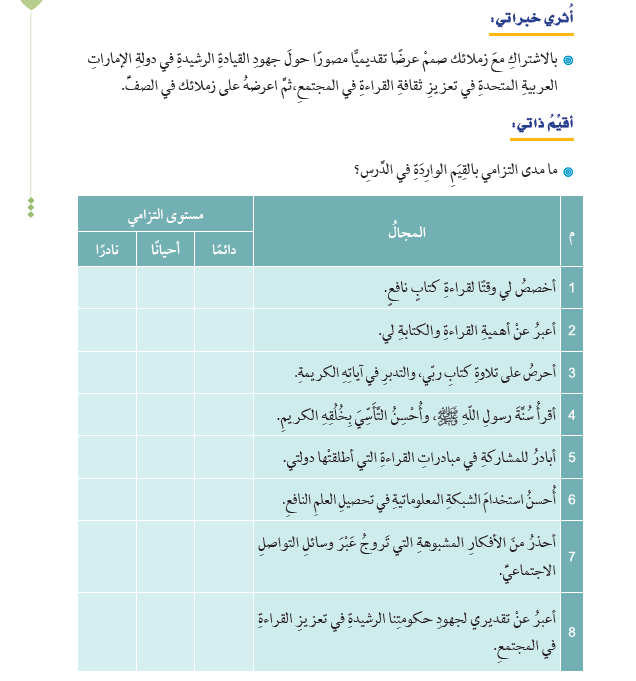 أُثري خبراتي:
بالاشتراكِ معَ زملائك صممْ عرضًا تقديميًّا مصورًا حولَ جهودِ القيادةِ الرشيدةِ في دولةِ الإماراتِ
العربيةِ المتحدةِ في تعزيزِ ثقافةِ القراءةِ في المجتمعِ،ثمَّ اعرضهُ على زملائك في الصفِّ.
أقيّمُ ذاتي:
ما مدى التزامي بالقِيَمِ الواردَةِ في الدَّرسِ؟
م المجالُ مستوى التزامي
دائمًا أحيانًا نادرًا
1 أخصصُ لي وقتًا لقراءةِ كتابٍ نافعٍ.
2 أعبرُ عنْ أهميةِ القراءةِ والكتابةِ لي.
3 أحرصُ على تلاوةِ كتابِ ربّي، والتدبرِ في آياتِهِ الكريمةِ.
4 أقرأُ سُنَّةَ رسولِ اللّهِ ﷺ، وأُحْسِنُ التَّأَسِّيَ بِخُلُقِهِ الكريمِ.
5 أبادرُ للمشاركةِ في مبادراتِ القراءةِ التي أطلقتْها دولتي.
6 أُحسنُ استخدامَ الشبكةِ المعلوماتيةِ في تحصيلِ العلمِ النافعِ.
7 أحذرُ منَ الأفكارِ المشبوهةِ التي تَروجُ عَبْرَ وسائلِ التواصلِ
الاجتماعيِّ.
8 أعبرُ عنْ تقديري لجهودِ حكومتِنا الرشيدةِ في تعزيزِ القراءةِ
في المجتمعِ.